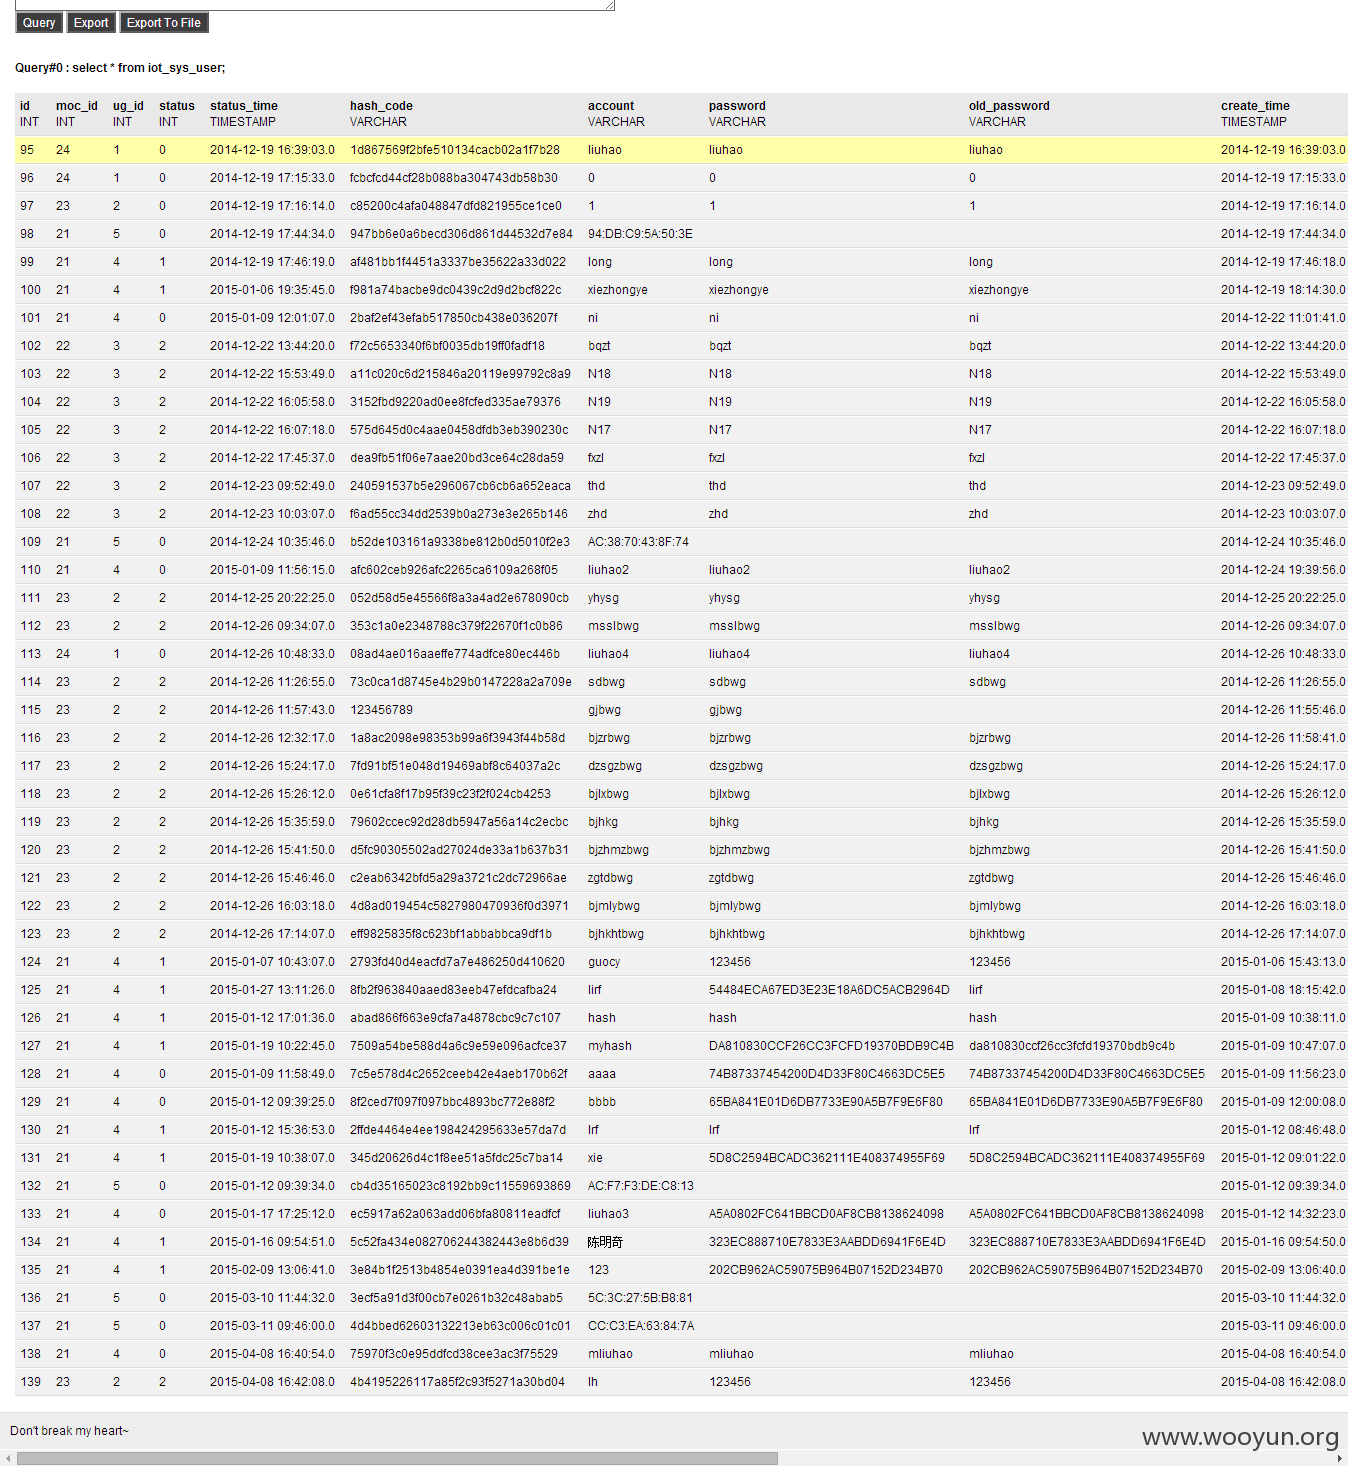 Query Export Export To File
Query#0 : select * from iot_sys_user;
id moc_id ug_id status status_time hash_code account password old_password create_time
INT INT INT INT TIMESTAMP VARCHAR VARCHAR VARCHAR VARCHAR TIMESTAMP
95 24 1 0 2014-12-19 16:39:03.0 1d867569f2bfe510134cacb02a1f7b28 liuhao liuhao liuhao 2014-12-19 16:39:03.0
96 24 1 0 2014-12-19 17:15:33.0 fcbcfcd44cf28b088ba304743db58b30 0 0 0 2014-12-19 17:15:33.0
97 23 2 0 2014-12-19 17:16:14.0 c85200c4afa048847dfd821955ce1ce0 1 1 1 2014-12-19 17:16:14.0
98 21 5 0 2014-12-19 17:44:34.0 947bb6e0a6becd306d861d44532d7e84 94:DB:C9:5A:50:3E 2014-12-19 17:44:34.0
99 21 4 1 2014-12-19 17:46:19.0 af481bb1f4451a3337be35622a33d022 long long long 2014-12-19 17:46:18.0
100 21 4 1 2015-01-06 19:35:45.0 f981a74bacbe9dc0439c2d9d2bcf822c xiezhongye xiezhongye xiezhongye 2014-12-19 18:14:30.0
101 21 4 0 2015-01-09 12:01:07.0 2baf2ef43efab517850cb438e036207f ni ni ni 2014-12-22 11:01:41.0
102 22 3 2 2014-12-22 13:44:20.0 f72c5653340f6bf0035db19ff0fadf18 bqzt bqzt bqzt 2014-12-22 13:44:20.0
103 22 3 2 2014-12-22 15:53:49.0 a11c020c6d215846a20119e99792c8a9 N18 N18 N18 2014-12-22 15:53:49.0
104 22 3 2 2014-12-22 16:05:58.0 3152fbd9220ad0ee8fcfed335ae79376 N19 N19 N19 2014-12-22 16:05:58.0
105 22 3 2 2014-12-22 16:07:18.0 575d645d0c4aae0458dfdb3eb390230c N17 N17 N17 2014-12-22 16:07:18.0
106 22 3 2 2014-12-22 17:45:37.0 dea9fb51f06e7aae20bd3ce64c28da59 fxzl fxzl fxzl 2014-12-22 17:45:37.0
107 22 3 2 2014-12-23 09:52:49.0 240591537b5e296067cb6cb6a652eaca thd thd thd 2014-12-23 09:52:49.0
108 22 3 2 2014-12-23 10:03:07.0 f6ad55cc34dd2539b0a273e3e265b146 zhd zhd zhd 2014-12-23 10:03:07.0
109 21 5 0 2014-12-24 10:35:46.0 b52de103161a9338be812b0d5010f2e3 AC:38:70:43:8F:74 2014-12-24 10:35:46.0
110 21 4 0 2015-01-09 11:56:15.0 afc602ceb926afc2265ca6109a268f05 liuhao2 liuhao2 liuhao2 2014-12-24 19:39:56.0
111 23 2 2 2014-12-25 20:22:25.0 052d58d5e45566f8a3a4ad2e678090cb yhysg yhysg yhysg 2014-12-25 20:22:25.0
112 23 2 2 2014-12-26 09:34:07.0 353c1a0e2348788c379f22670f1c0b86 msslbwg msslbwg msslbwg 2014-12-26 09:34:07.0
113 24 1 0 2014-12-26 10:48:33.0 08ad4ae016aaeffe774adfce80ec446b liuhao4 liuhao4 liuhao4 2014-12-26 10:48:33.0
114 23 2 2 2014-12-26 11:26:55.0 73c0ca1d8745e4b29b0147228a2a709e sdbwg sdbwg sdbwg 2014-12-26 11:26:55.0
115 23 2 2 2014-12-26 11:57:43.0 123456789 gjbwg gjbwg 2014-12-26 11:55:46.0
116 23 2 2 2014-12-26 12:32:17.0 1a8ac2098e98353b99a6f3943f44b58d bjzrbwg bjzrbwg bjzrbwg 2014-12-26 11:58:41.0
117 23 2 2 2014-12-26 15:24:17.0 7fd91bf51e048d19469abf8c64037a2c dzsgzbwg dzsgzbwg dzsgzbwg 2014-12-26 15:24:17.0
118 23 2 2 2014-12-26 15:26:12.0 0e61cfa8f17b95f39c23f2f024cb4253 bjlxbwg bjlxbwg bjlxbwg 2014-12-26 15:26:12.0
119 23 2 2 2014-12-26 15:35:59.0 79602ccec92d28db5947a56a14c2ecbc bjhkg bjhkg bjhkg 2014-12-26 15:35:59.0
120 23 2 2 2014-12-26 15:41:50.0 d5fc90305502ad27024de33a1b637b31 bjzhmzbwg bjzhmzbwg bjzhmzbwg 2014-12-26 15:41:50.0
121 23 2 2 2014-12-26 15:46:46.0 c2eab6342bfd5a29a3721c2dc72966ae zgtdbwg zgtdbwg zgtdbwg 2014-12-26 15:46:46.0
122 23 2 2 2014-12-26 16:03:18.0 4d8ad019454c5827980470936f0d3971 bjmlybwg bjmlybwg bjmlybwg 2014-12-26 16:03:18.0
123 23 2 2 2014-12-26 17:14:07.0 eff9825835f8c623bf1abbabbca9df1b bjhkhtbwg bjhkhtbwg bjhkhtbwg 2014-12-26 17:14:07.0
124 21 4 1 2015-01-07 10:43:07.0 2793fd40d4eacfd7a7e486250d410620 guocy 123456 123456 2015-01-06 15:43:13.0
125 21 4 1 2015-01-27 13:11:26.0 8fb2f963840aaed83eeb47efdcafba24 lirf 54484ECA67ED3E23E18A6DC5ACB2964D lirf 2015-01-08 18:15:42.0
126 21 4 1 2015-01-12 17:01:36.0 abad866f663e9cfa7a4878cbc9c7c107 hash hash hash 2015-01-09 10:38:11.0
127 21 4 1 2015-01-19 10:22:45.0 7509a54be588d4a6c9e59e096acfce37 myhash DA810830CCF26CC3FCFD19370BDB9C4B da810830ccf26cc3fcfd19370bdb9c4b 2015-01-09 10:47:07.0
128 21 4 0 2015-01-09 11:58:49.0 7c5e578d4c2652ceeb42e4aeb170b62f aaaa 74B87337454200D4D33F80C4663DC5E5 74B87337454200D4D33F80C4663DC5E5 2015-01-09 11:56:23.0
129 21 4 0 2015-01-12 09:39:25.0 8f2ced7f097f097bbc4893bc772e88f2 bbbb 65BA841E01D6DB7733E90A5B7F9E6F80 65BA841E01D6DB7733E90A5B7F9E6F80 2015-01-09 12:00:08.0
130 21 4 1 2015-01-12 15:36:53.0 2ffde4464e4ee198424295633e57da7d lrf lrf lrf 2015-01-12 08:46:48.0
131 21 4 1 2015-01-19 10:38:07.0 345d20626d4c1f8ee51a5fdc25c7ba14 xie 5D8C2594BCADC362111E408374955F69 5D8C2594BCADC362111E408374955F69 2015-01-12 09:01:22.0
132 21 5 0 2015-01-12 09:39:34.0 cb4d35165023c8192bb9c11559693869 AC:F7:F3:DE:C8:13 2015-01-12 09:39:34.0
133 21 4 0 2015-01-17 17:25:12.0 ec5917a62a063add06bfa80811eadfcf liuhao3 A5A0802FC641BBCD0AF8CB8138624098 A5A0802FC641BBCD0AF8CB8138624098 2015-01-12 14:32:23.0
134 21 4 1 2015-01-16 09:54:51.0 5c52fa434e082706244382443e8b6d39 陈明奇 323EC888710E7833E3AABDD6941F6E4D 323EC888710E7833E3AABDD6941F6E4D 2015-01-16 09:54:50.0
135 21 4 1 2015-02-09 13:06:41.0 3e84b1f2513b4854e0391ea4d391be1e 123 202CB962AC59075B964B07152D234B70 202CB962AC59075B964B07152D234B70 2015-02-09 13:06:40.0
136 21 5 0 2015-03-10 11:44:32.0 3ecf5a91d3f00cb7e0261b32c48abab5 5C:3C:27:5B:B8:81 2015-03-10 11:44:32.0
137 21 5 0 2015-03-11 09:46:00.0 4d4bbed62603132213eb63c006c01c01 CC:C3:EA:63:84:7A 2015-03-11 09:46:00.0
138 21 4 0 2015-04-08 16:40:54.0 75970f3c0e95ddfcd38cee3ac3f75529 mliuhao mliuhao mliuhao 2015-04-08 16:40:54.0
139 23 2 2 2015-04-08 16:42:08.0 4b4195226117a85f2c93f5271a30bd04 lh 123456 123456 2015-04-08 16:42:08.0
Don't break my heart~
www.wooyun.org